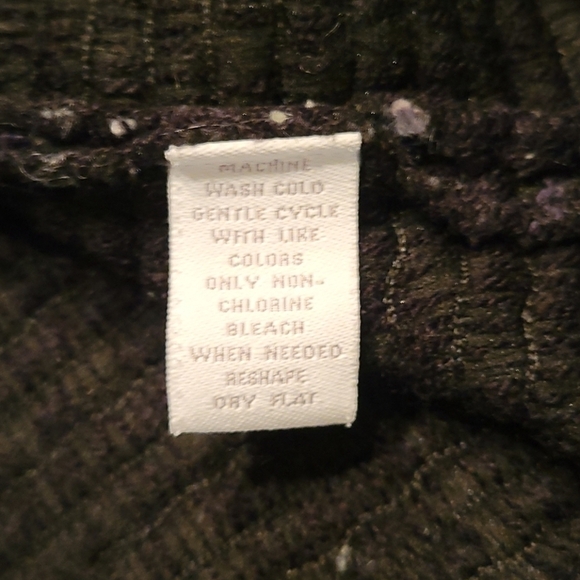 MACHINE
WASH COLD
GENTLE CYCLE
WITH LIKE
COLORS
ONLY NON-
CHLORINE
BLEACH
WHEN NEEDED
RESHAPE
DRY FLAT